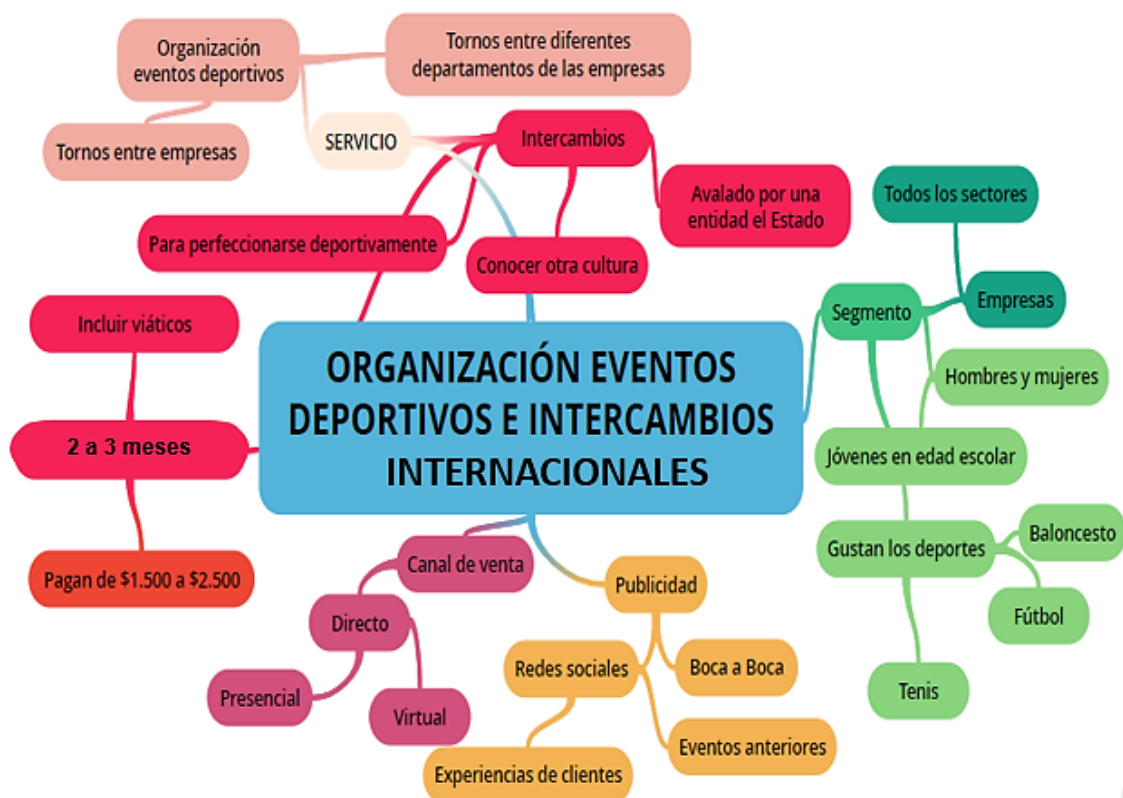 Organización
eventos deportivos
Tornos entre diferentes
departamentos de las empresas
Tornos entre empresas
SERVICIO
Intercambios
Avalado por una
entidad el Estado
Para perfeccionarse deportivamente
Conocer otra cultura
Todos los sectores
Empresas
Segmento
Hombres y mujeres
Jóvenes en edad escolar
Gustan los deportes
Baloncesto
Fútbol
Tenis
Incluir viáticos
2 a 3 meses
Pagan de $1.500 a $2.500
ORGANIZACIÓN EVENTOS
DEPORTIVOS E INTERCAMBIOS
INTERNACIONALES
Canal de venta
Directo
Presencial
Virtual
Publicidad
Redes sociales
Boca a Boca
Eventos anteriores
Experiencias de clientes